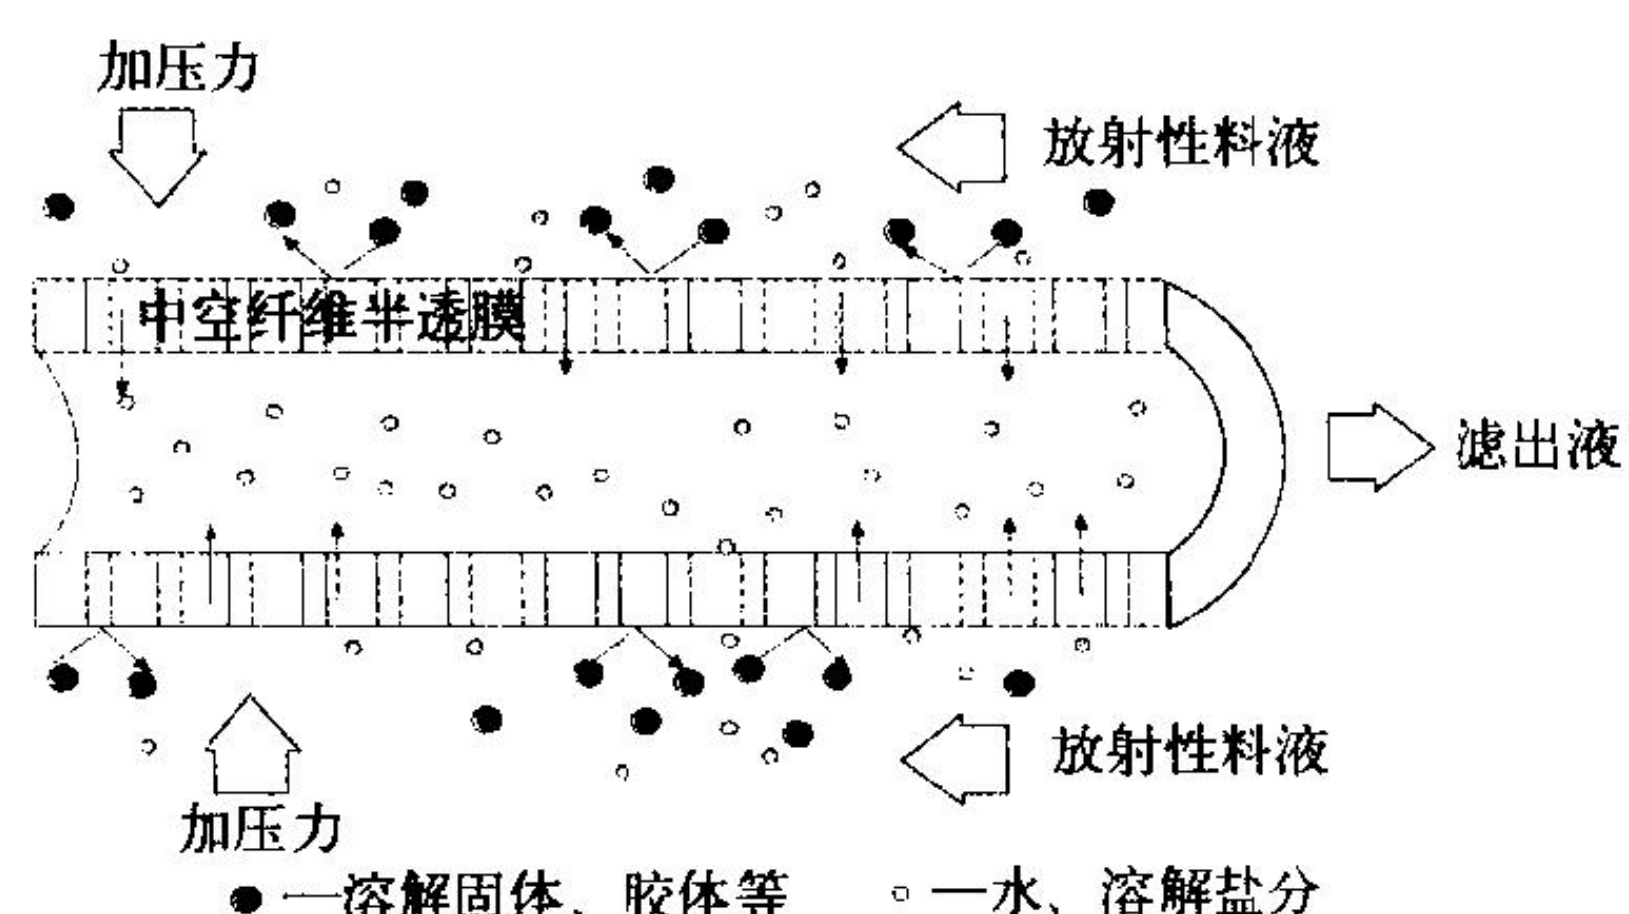 加压力
放射性料液
中空纤维半透膜
滤出液
放射性料液
加压力
—溶解固体、胶体等
—水、溶解盐分